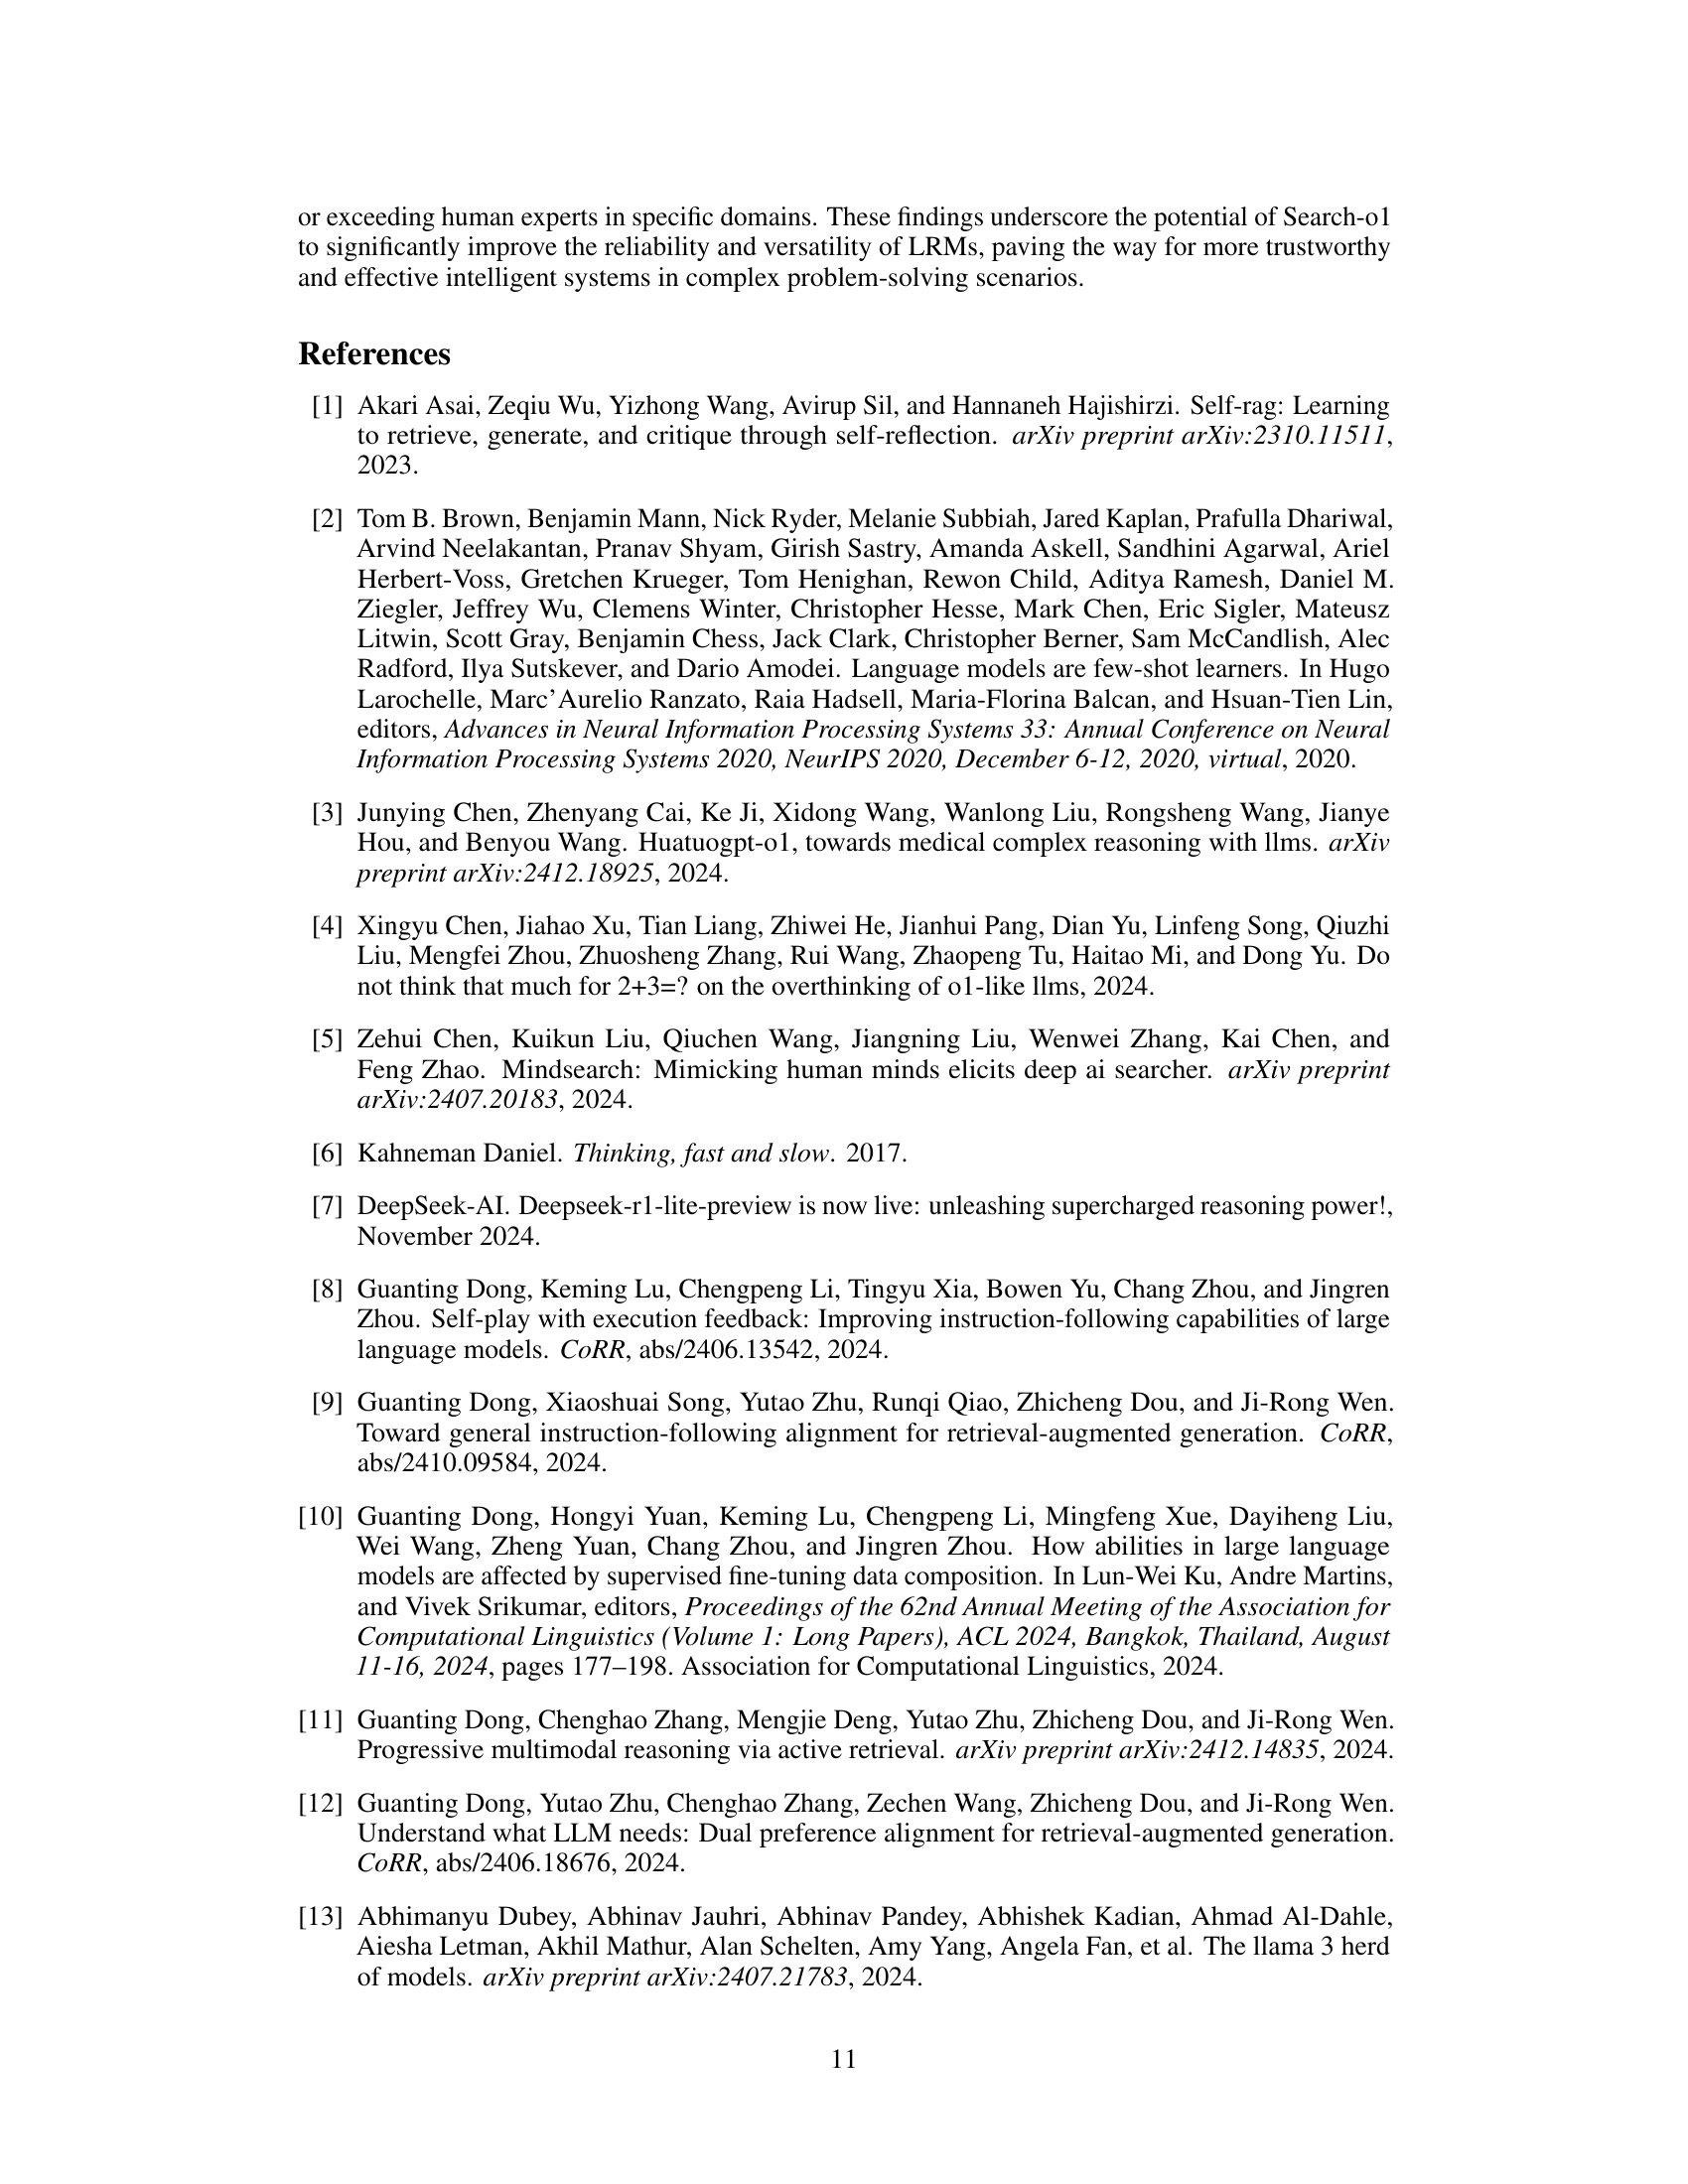 or exceeding human experts in specific domains. These findings underscore the potential of Search-o1
to significantly improve the reliability and versatility of LRMs, paving the way for more trustworthy
and effective intelligent systems in complex problem-solving scenarios.
References
[1] Akari Asai, Zeqiu Wu, Yizhong Wang, Avirup Sil, and Hannaneh Hajishirzi. Self-rag: Learning
to retrieve, generate, and critique through self-reflection. arXiv preprint arXiv:2310.11511,
2023.
[2] Tom B. Brown, Benjamin Mann, Nick Ryder, Melanie Subbiah, Jared Kaplan, Prafulla Dhariwal,
Arvind Neelakantan, Pranav Shyam, Girish Sastry, Amanda Askell, Sandhini Agarwal, Ariel
Herbert-Voss, Gretchen Krueger, Tom Henighan, Rewon Child, Aditya Ramesh, Daniel M.
Ziegler, Jeffrey Wu, Clemens Winter, Christopher Hesse, Mark Chen, Eric Sigler, Mateusz
Litwin, Scott Gray, Benjamin Chess, Jack Clark, Christopher Berner, Sam McCandlish, Alec
Radford, Ilya Sutskever, and Dario Amodei. Language models are few-shot learners. In Hugo
Larochelle, Marc'Aurelio Ranzato, Raia Hadsell, Maria-Florina Balcan, and Hsuan-Tien Lin,
editors, Advances in Neural Information Processing Systems 33: Annual Conference on Neural
Information Processing Systems 2020, NeurIPS 2020, December 6-12, 2020, virtual, 2020.
[3] Junying Chen, Zhenyang Cai, Ke Ji, Xidong Wang, Wanlong Liu, Rongsheng Wang, Jianye
Hou, and Benyou Wang. Huatuogpt-o1, towards medical complex reasoning with llms. arXiv
preprint arXiv:2412.18925, 2024.
[4] Xingyu Chen, Jiahao Xu, Tian Liang, Zhiwei He, Jianhui Pang, Dian Yu, Linfeng Song, Qiuzhi
Liu, Mengfei Zhou, Zhuosheng Zhang, Rui Wang, Zhaopeng Tu, Haitao Mi, and Dong Yu. Do
not think that much for 2+3=? on the overthinking of o1-like llms, 2024.
[5] Zehui Chen, Kuikun Liu, Qiuchen Wang, Jiangning Liu, Wenwei Zhang, Kai Chen, and
Feng Zhao. Mindsearch: Mimicking human minds elicits deep ai searcher. arXiv preprint
arXiv:2407.20183, 2024.
[6] Kahneman Daniel. Thinking, fast and slow. 2017.
[7] DeepSeek-AI. Deepseek-r1-lite-preview is now live: unleashing supercharged reasoning power!,
November 2024.
[8] Guanting Dong, Keming Lu, Chengpeng Li, Tingyu Xia, Bowen Yu, Chang Zhou, and Jingren
Zhou. Self-play with execution feedback: Improving instruction-following capabilities of large
language models. CoRR, abs/2406.13542, 2024.
[9] Guanting Dong, Xiaoshuai Song, Yutao Zhu, Runqi Qiao, Zhicheng Dou, and Ji-Rong Wen.
Toward general instruction-following alignment for retrieval-augmented generation. CoRR,
abs/2410.09584, 2024.
[10] Guanting Dong, Hongyi Yuan, Keming Lu, Chengpeng Li, Mingfeng Xue, Dayiheng Liu,
Wei Wang, Zheng Yuan, Chang Zhou, and Jingren Zhou. How abilities in large language
models are affected by supervised fine-tuning data composition. In Lun-Wei Ku, Andre Martins,
and Vivek Srikumar, editors, Proceedings of the 62nd Annual Meeting of the Association for
Computational Linguistics (Volume 1: Long Papers), ACL 2024, Bangkok, Thailand, August
11-16, 2024, pages 177–198. Association for Computational Linguistics, 2024.
[11] Guanting Dong, Chenghao Zhang, Mengjie Deng, Yutao Zhu, Zhicheng Dou, and Ji-Rong Wen.
Progressive multimodal reasoning via active retrieval. arXiv preprint arXiv:2412.14835, 2024.
[12] Guanting Dong, Yutao Zhu, Chenghao Zhang, Zechen Wang, Zhicheng Dou, and Ji-Rong Wen.
Understand what LLM needs: Dual preference alignment for retrieval-augmented generation.
CoRR, abs/2406.18676, 2024.
[13] Abhimanyu Dubey, Abhinav Jauhri, Abhinav Pandey, Abhishek Kadian, Ahmad Al-Dahle,
Aiesha Letman, Akhil Mathur, Alan Schelten, Amy Yang, Angela Fan, et al. The llama 3 herd
of models. arXiv preprint arXiv:2407.21783, 2024.
11